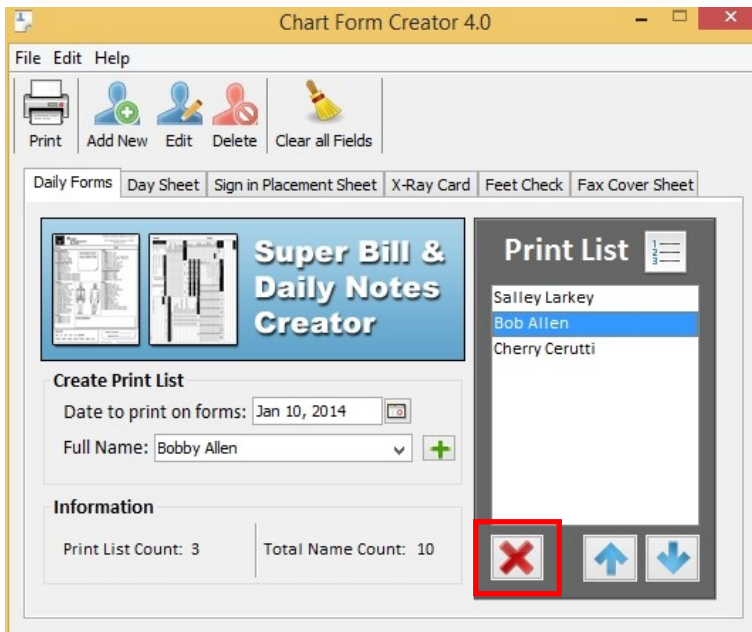 Chart Form Creator 4.0
File Edit Help
Print Add New Edit Delete Clear all Fields
Daily Forms Day Sheet Sign in Placement Sheet X-Ray Card Feet Check Fax Cover Sheet
Super Bill &
Daily Notes
Creator
Print List
Salley Larkey
Bob Allen
Cherry Cerutti
Create Print List
Date to print on forms: Jan 10, 2014
Full Name: Bobby Allen
Information
Print List Count: 3 Total Name Count: 10